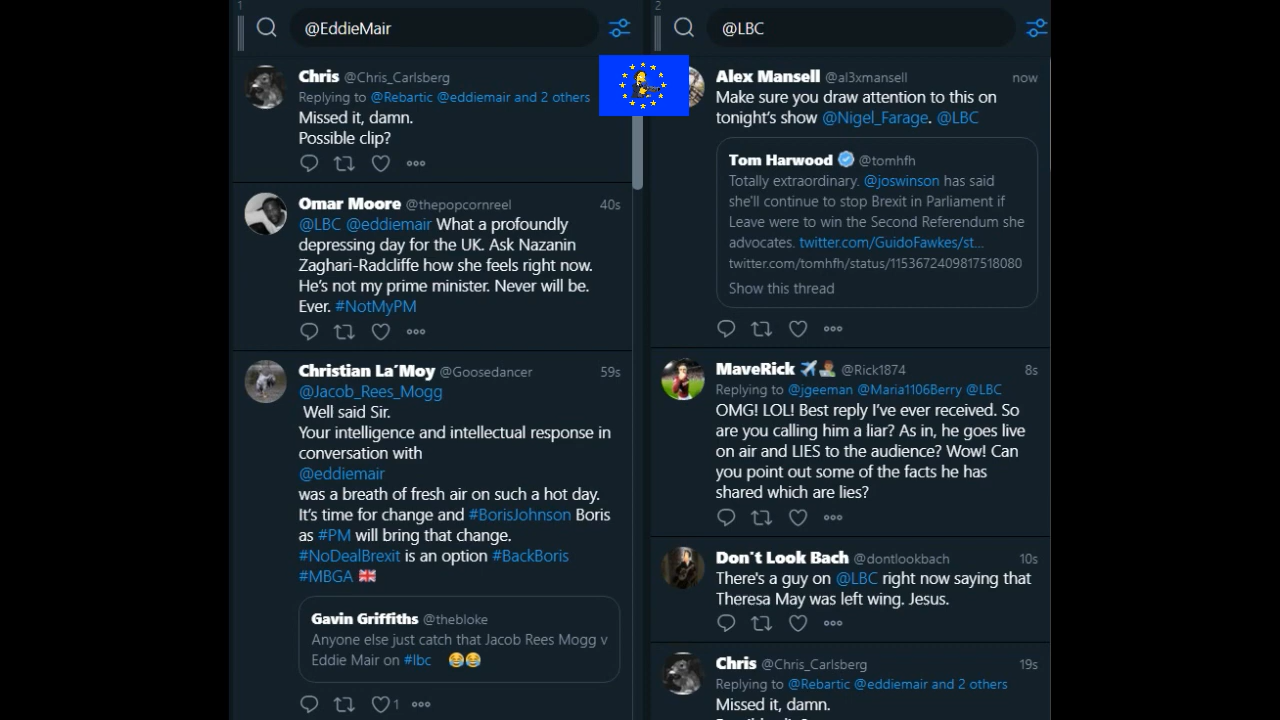 1
@EddieMair
Chris @Chris_Carlsberg
Replying to @Rebartic @eddiemair and 2 others
Missed it, damn.
Possible clip?
Omar Moore @thepopcornreel 40s
@LBC @eddiemair What a profoundly
depressing day for the UK. Ask Nazanin
Zaghari-Radcliffe how she feels right now.
He's not my prime minister. Never will be.
Ever. #NotMyPM
Christian La´Moy @Goosedancer 59s
@Jacob_Rees_Mogg
Well said Sir.
Your intelligence and intellectual response in
conversation with
@eddiemair
was a breath of fresh air on such a hot day.
It's time for change and #BorisJohnson Boris
as #PM will bring that change.
#NoDealBrexit is an option #BackBoris
#MBGA 🇬🇧
Gavin Griffiths @thebloke
Anyone else just catch that Jacob Rees Mogg v
Eddie Mair on #lbc 😂😂
1
2
@LBC
Alex Mansell @al3xmansell now
Make sure you draw attention to this on
tonight's show @Nigel_Farage. @LBC
Tom Harwood @tomhfh
Totally extraordinary. @joswinson has said
she'll continue to stop Brexit in Parliament if
Leave were to win the Second Referendum she
advocates. twitter.com/GuidoFawkes/st…
twitter.com/tomhfh/status/1153672409817518080
Show this thread
MaveRick ✈️ @Rick1874 8s
Replying to @jgeeman @Maria1106Berry @LBC
OMG! LOL! Best reply I've ever received. So
are you calling him a liar? As in, he goes live
on air and LIES to the audience? Wow! Can
you point out some of the facts he has
shared which are lies?
Don't Look Bach @dontlookbach 10s
There's a guy on @LBC right now saying that
Theresa May was left wing. Jesus.
Chris @Chris_Carlsberg 19s
Replying to @Rebartic @eddiemair and 2 others
Missed it, damn.